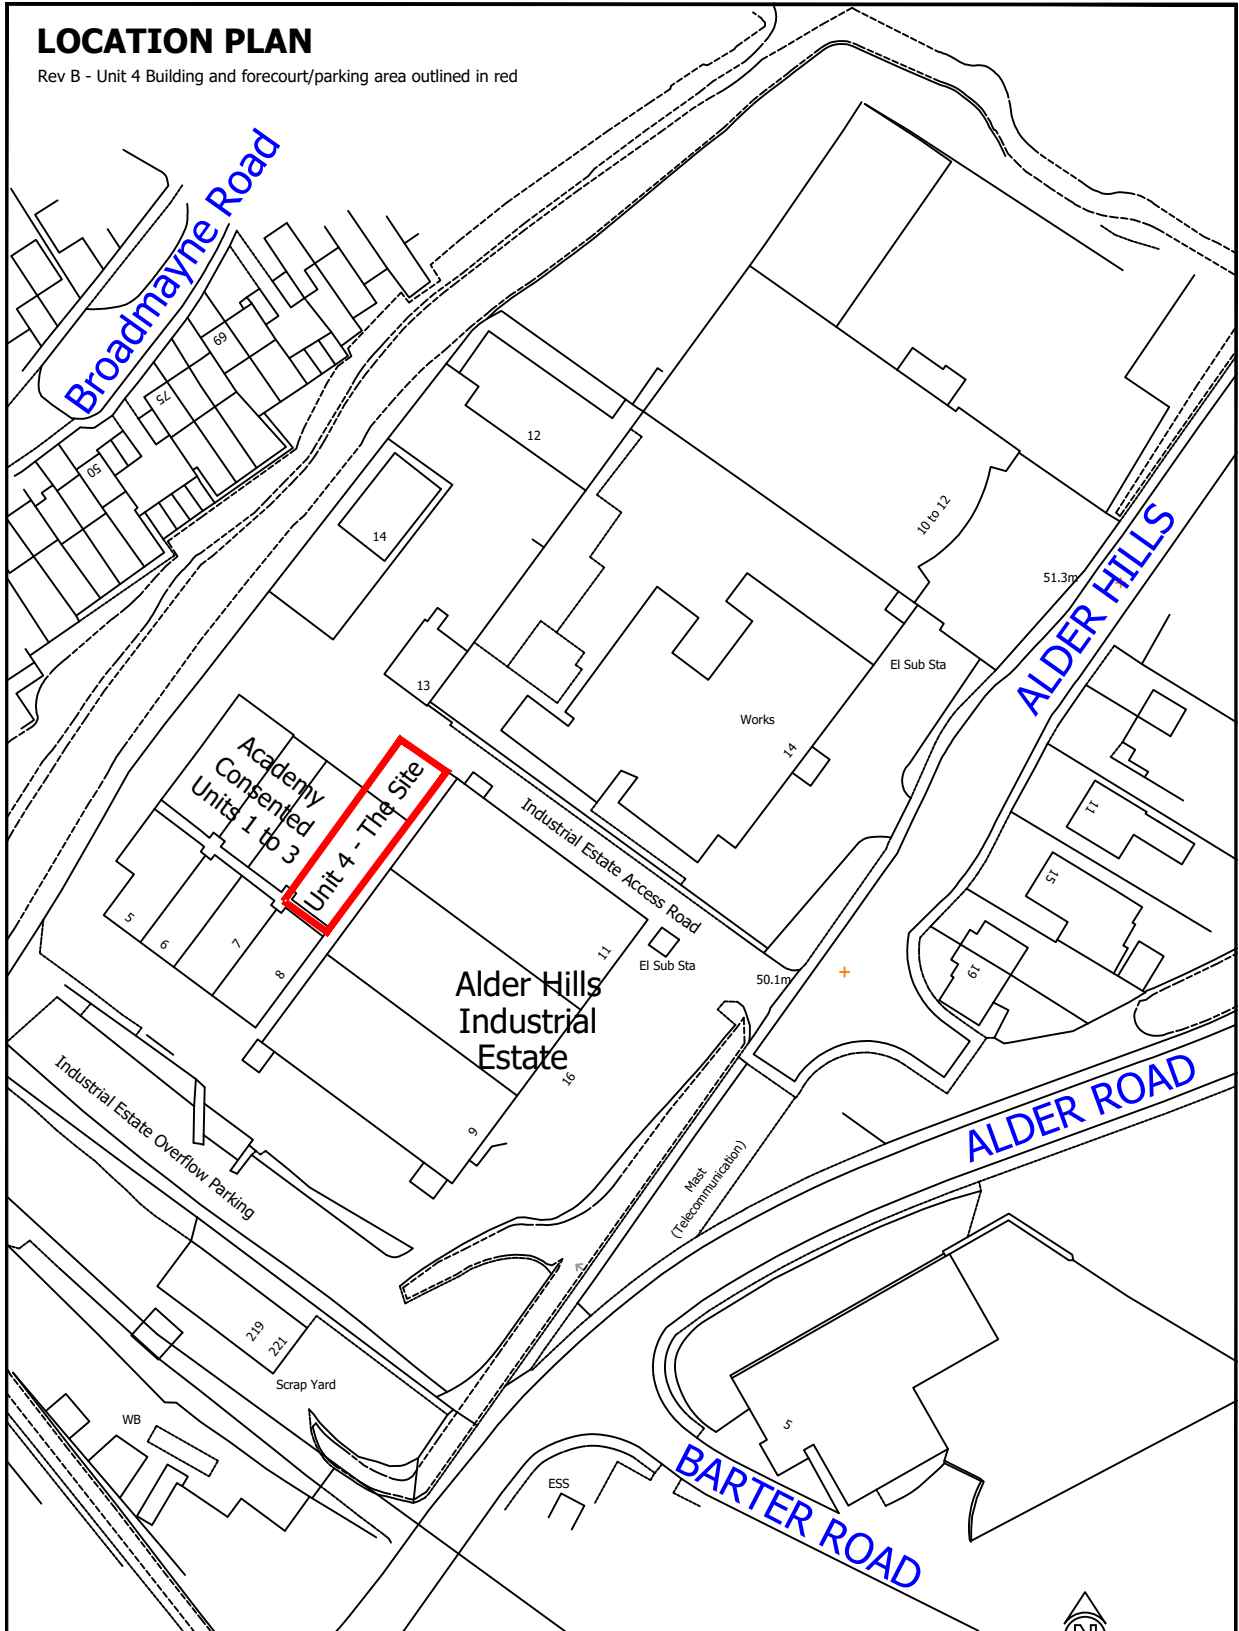 LOCATION PLAN
Rev B - Unit 4 Building and forecourt/parking area outlined in red
Broadmayne Road
69
75
50
12
14
10 to 12
51.3m
ALDER HILLS
El Sub Sta
13
Works
14
Academy
Consented
Units 1 to 3
Unit 4 - The Site
Industrial Estate Access Road
11
15
19
5
6
7
8
11
El Sub Sta
50.1m
Alder Hills
Industrial
Estate
16
9
Industrial Estate Overflow Parking
ALDER ROAD
Mast
(Telecommunication)
219
221
Scrap Yard
WB
ESS
5
BARTER ROAD
N